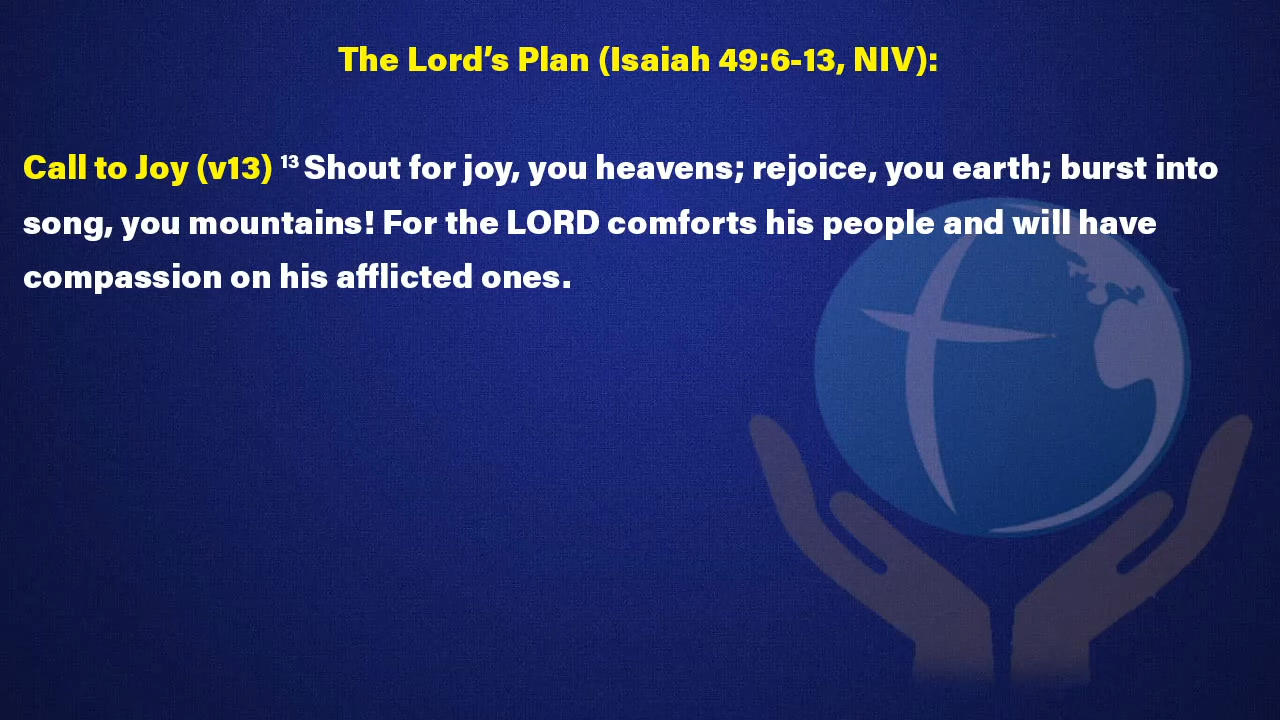 The Lord’s Plan (Isaiah 49:6-13, NIV):
Call to Joy (v13) ¹³ Shout for joy, you heavens; rejoice, you earth; burst into
song, you mountains! For the LORD comforts his people and will have
compassion on his afflicted ones.